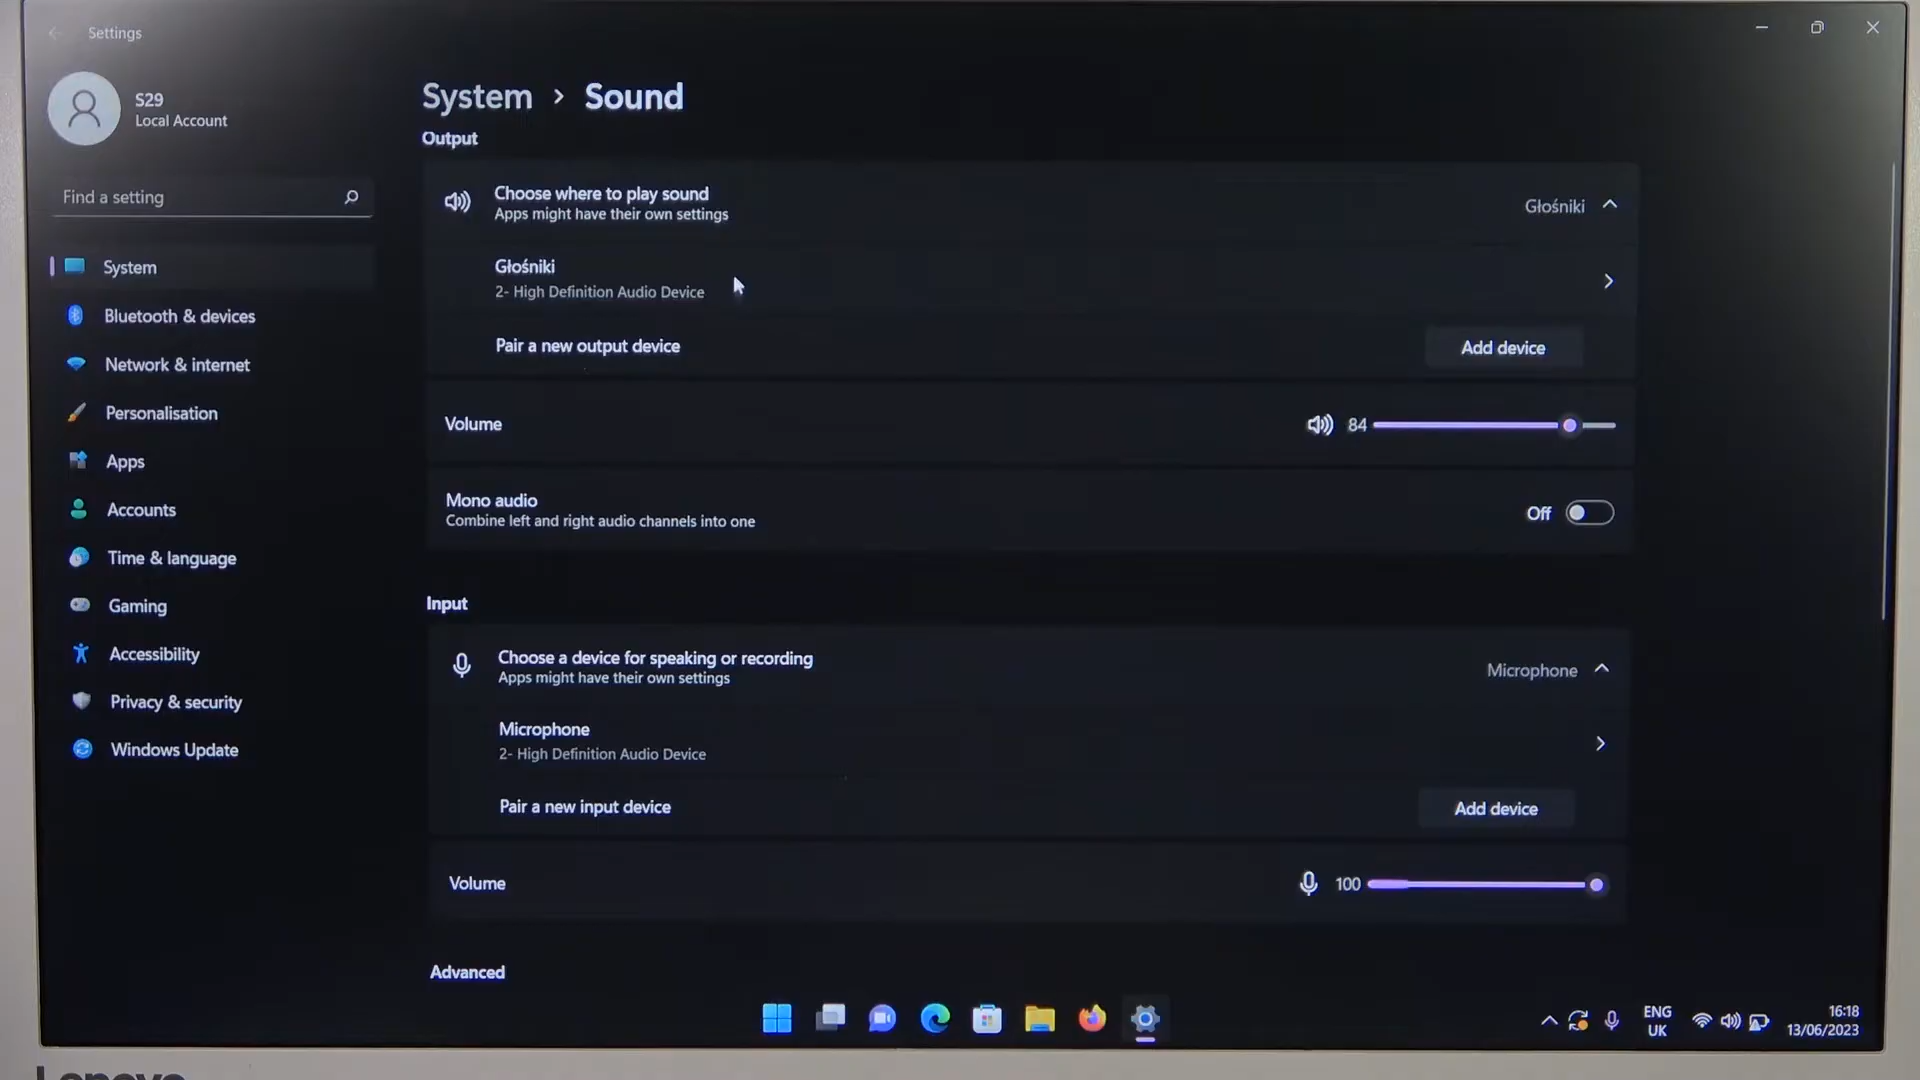 Settings
S29
Local Account
Find a setting
System
Bluetooth & devices
Network & internet
Personalisation
Apps
Accounts
Time & language
Gaming
Accessibility
Privacy & security
Windows Update
System > Sound
Output
Choose where to play sound
Apps might have their own settings
Głośniki
Głośniki
2- High Definition Audio Device
Pair a new output device
Add device
Volume
84
Mono audio
Combine left and right audio channels into one
Off
Input
Choose a device for speaking or recording
Apps might have their own settings
Microphone
Microphone
2- High Definition Audio Device
Pair a new input device
Add device
Volume
100
Advanced
ENG
UK
16:18
13/06/2023
Lenovo